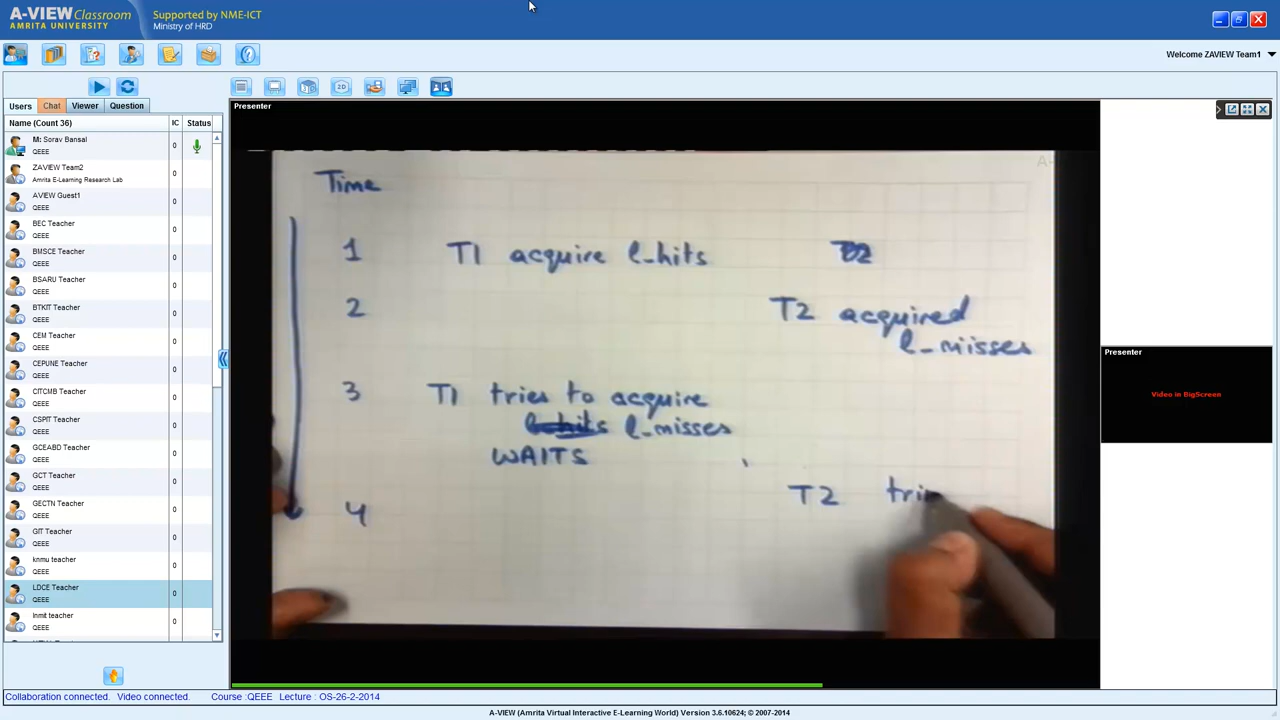 A-VIEW Classroom
AMRITA UNIVERSITY
Supported by NME-ICT
Ministry of HRD
Welcome ZAVIEW Team1
Users Chat Viewer Question
Name (Count 36) IC Status
M: Sorav Bansal 0
QEEE
ZAVIEW Team2 0
Amrita E-Learning Research Lab
AVIEW Guest1 0
QEEE
BEC Teacher 0
QEEE
BMSCE Teacher 0
QEEE
BSARU Teacher 0
QEEE
BTKIT Teacher 0
QEEE
CEM Teacher 0
QEEE
CEPUNE Teacher 0
QEEE
CITCMB Teacher 0
QEEE
CSPIT Teacher 0
QEEE
GCEABD Teacher 0
QEEE
GCT Teacher 0
QEEE
GECTN Teacher 0
QEEE
GIT Teacher 0
QEEE
knmu Teacher 0
QEEE
LDCE Teacher 0
QEEE
lnmit teacher 0
QEEE
2D
Presenter
A-
Time
1 T1 acquire l_hits
2 T2 acquired
l_misses
3 T1 tries to acquire
l_misses
WAITS
4 T2 tri
Presenter
Video in BigScreen
Collaboration connected. Video connected. Course :QEEE Lecture : OS-26-2-2014
A-VIEW (Amrita Virtual Interactive E-Learning World) Version 3.6.10624; © 2007-2014